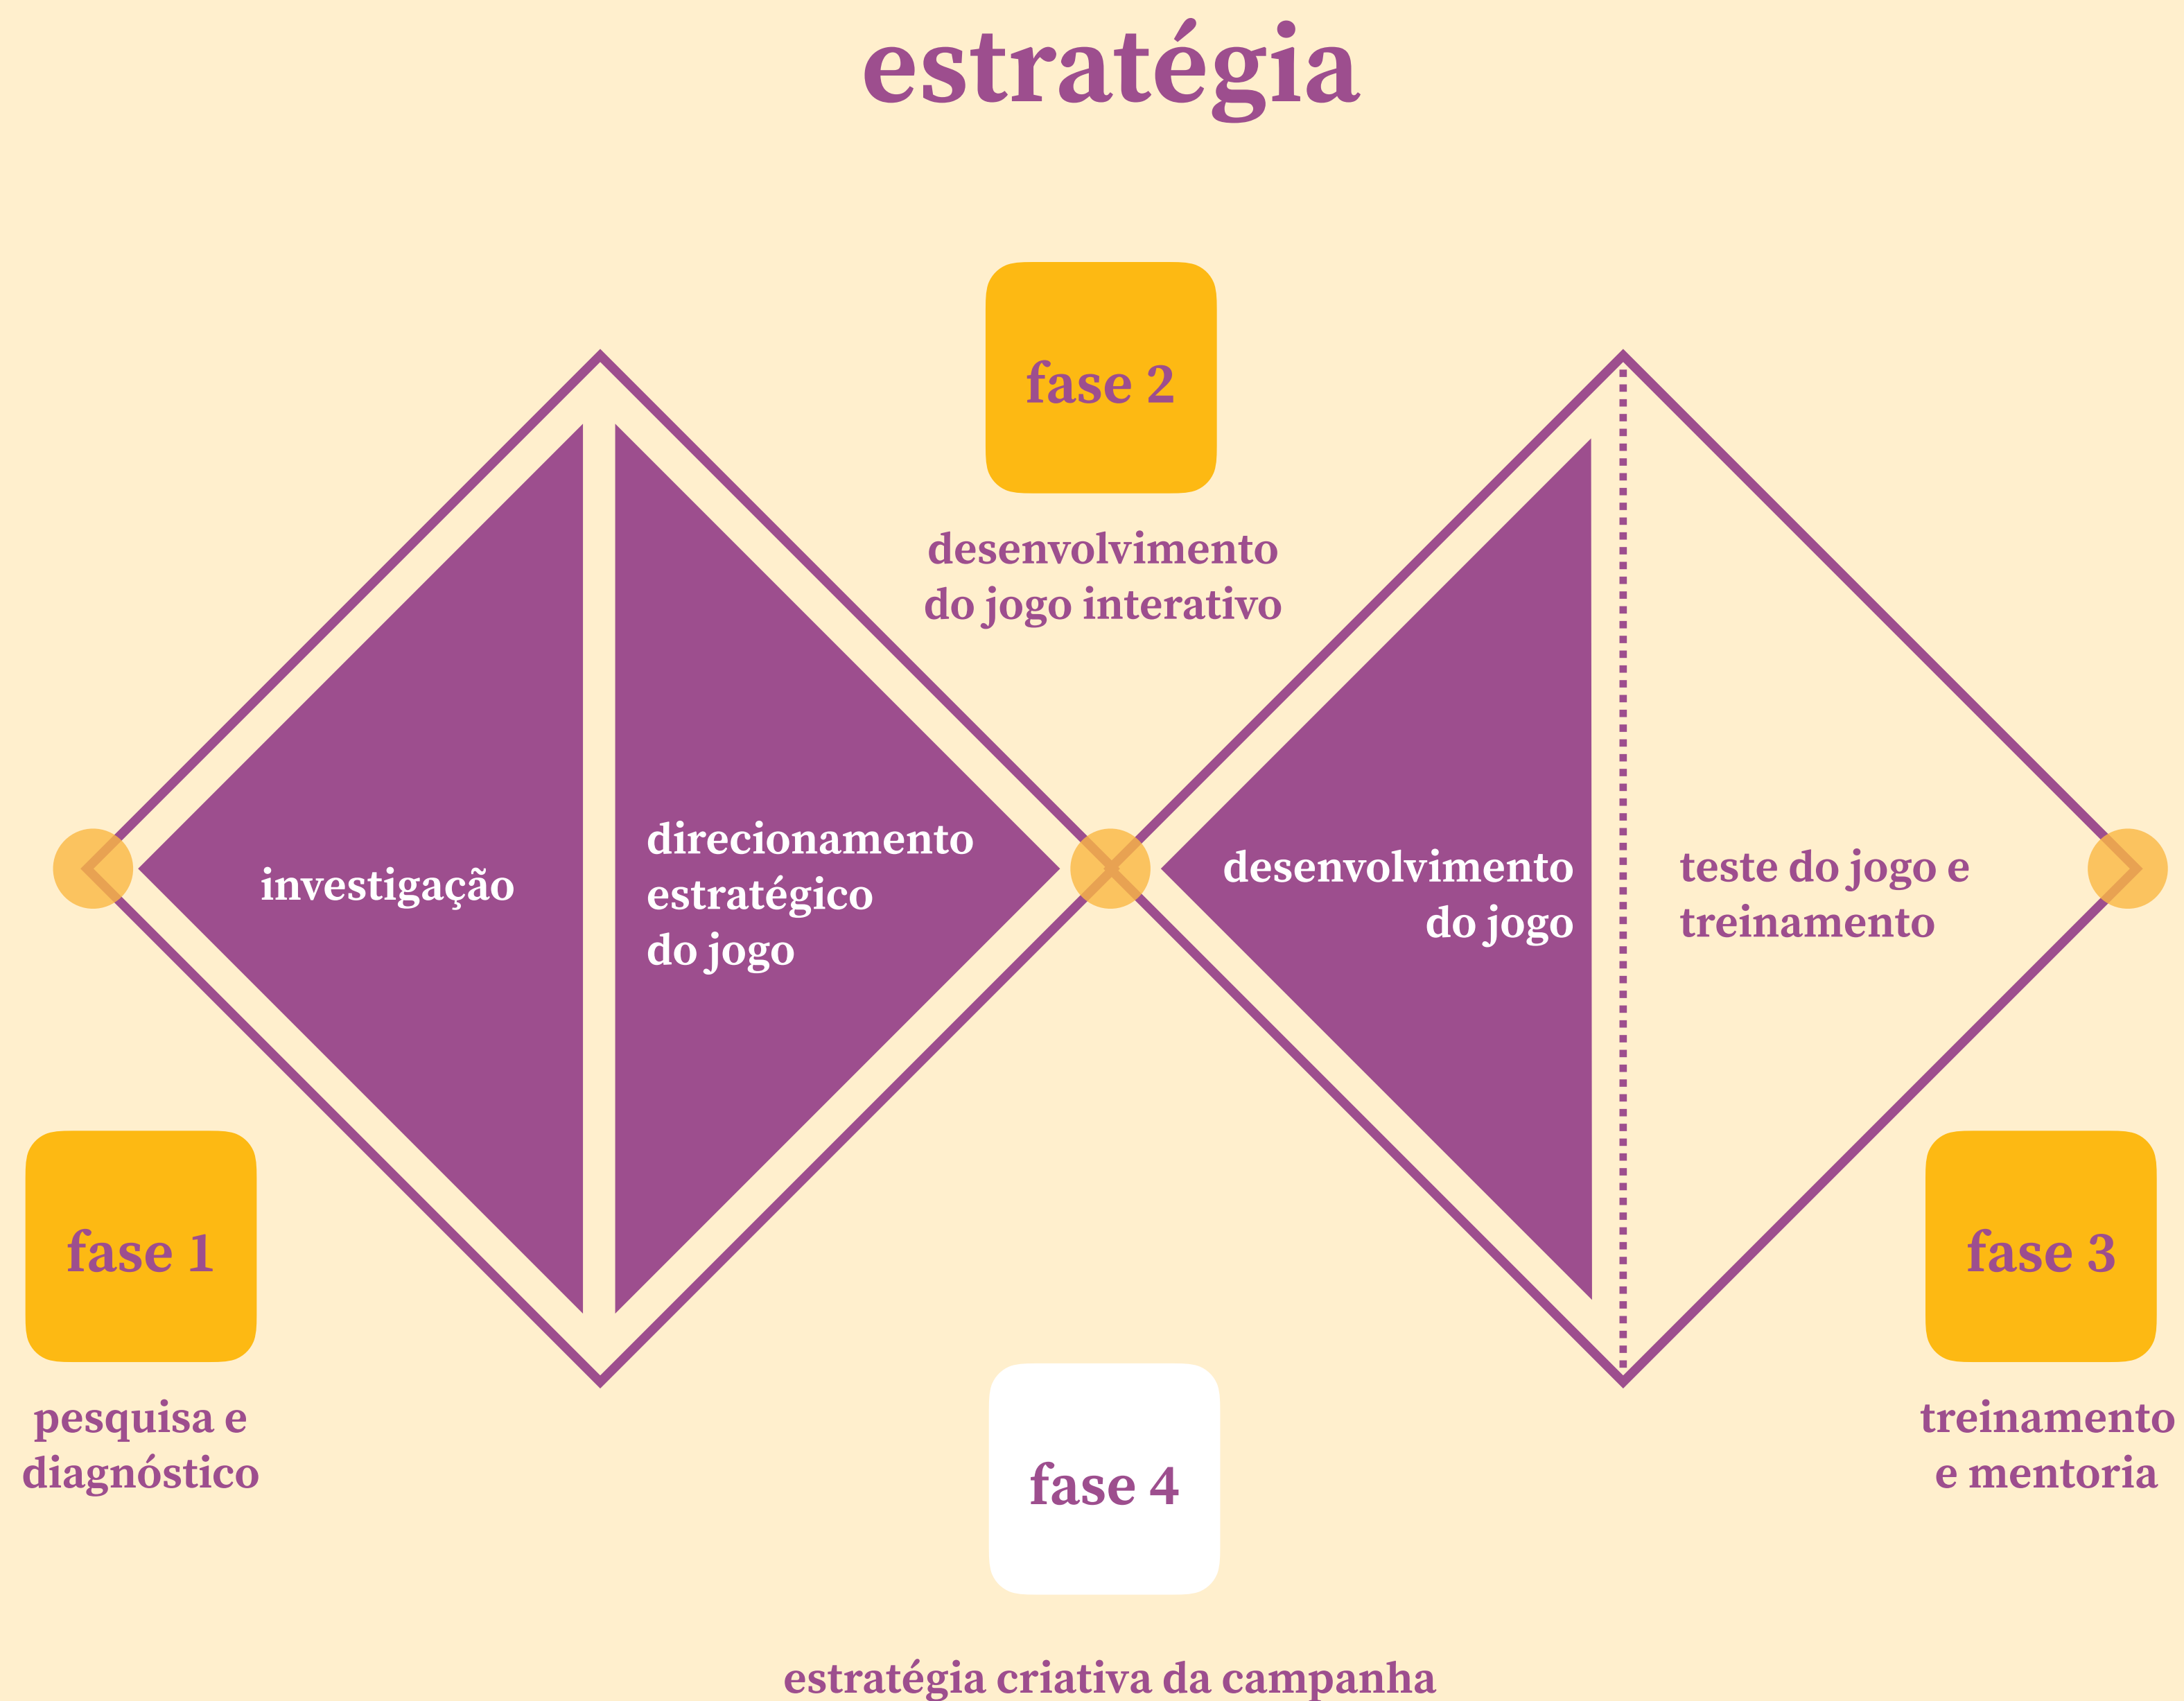 estratégia
fase 2
desenvolvimento
do jogo interativo
investigação
direcionamento
estratégico
do jogo
desenvolvimento
do jogo
teste do jogo e
treinamento
fase 1
pesquisa e
diagnóstico
fase 3
treinamento
e mentoria
fase 4
estratégia criativa da campanha